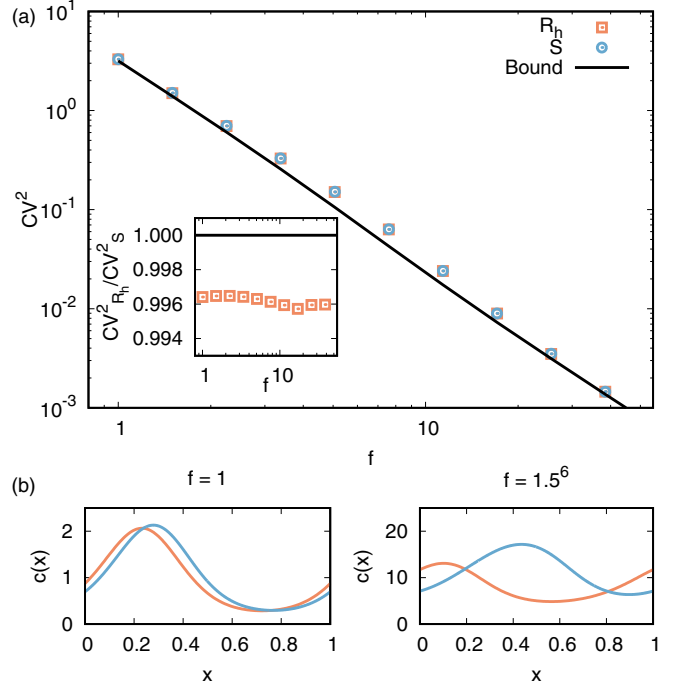 (a)
10^1
10^0
10^-1
10^-2
10^-3
CV^2
R_h
S
Bound
1.000
0.998
0.996
0.994
CV^2_{R_h}/CV^2_S
1 10
f
1 10
f
(b)
f = 1
f = 1.5^6
2
1
0
c(x)
0 0.2 0.4 0.6 0.8 1
x
20
10
0
c(x)
0 0.2 0.4 0.6 0.8 1
x